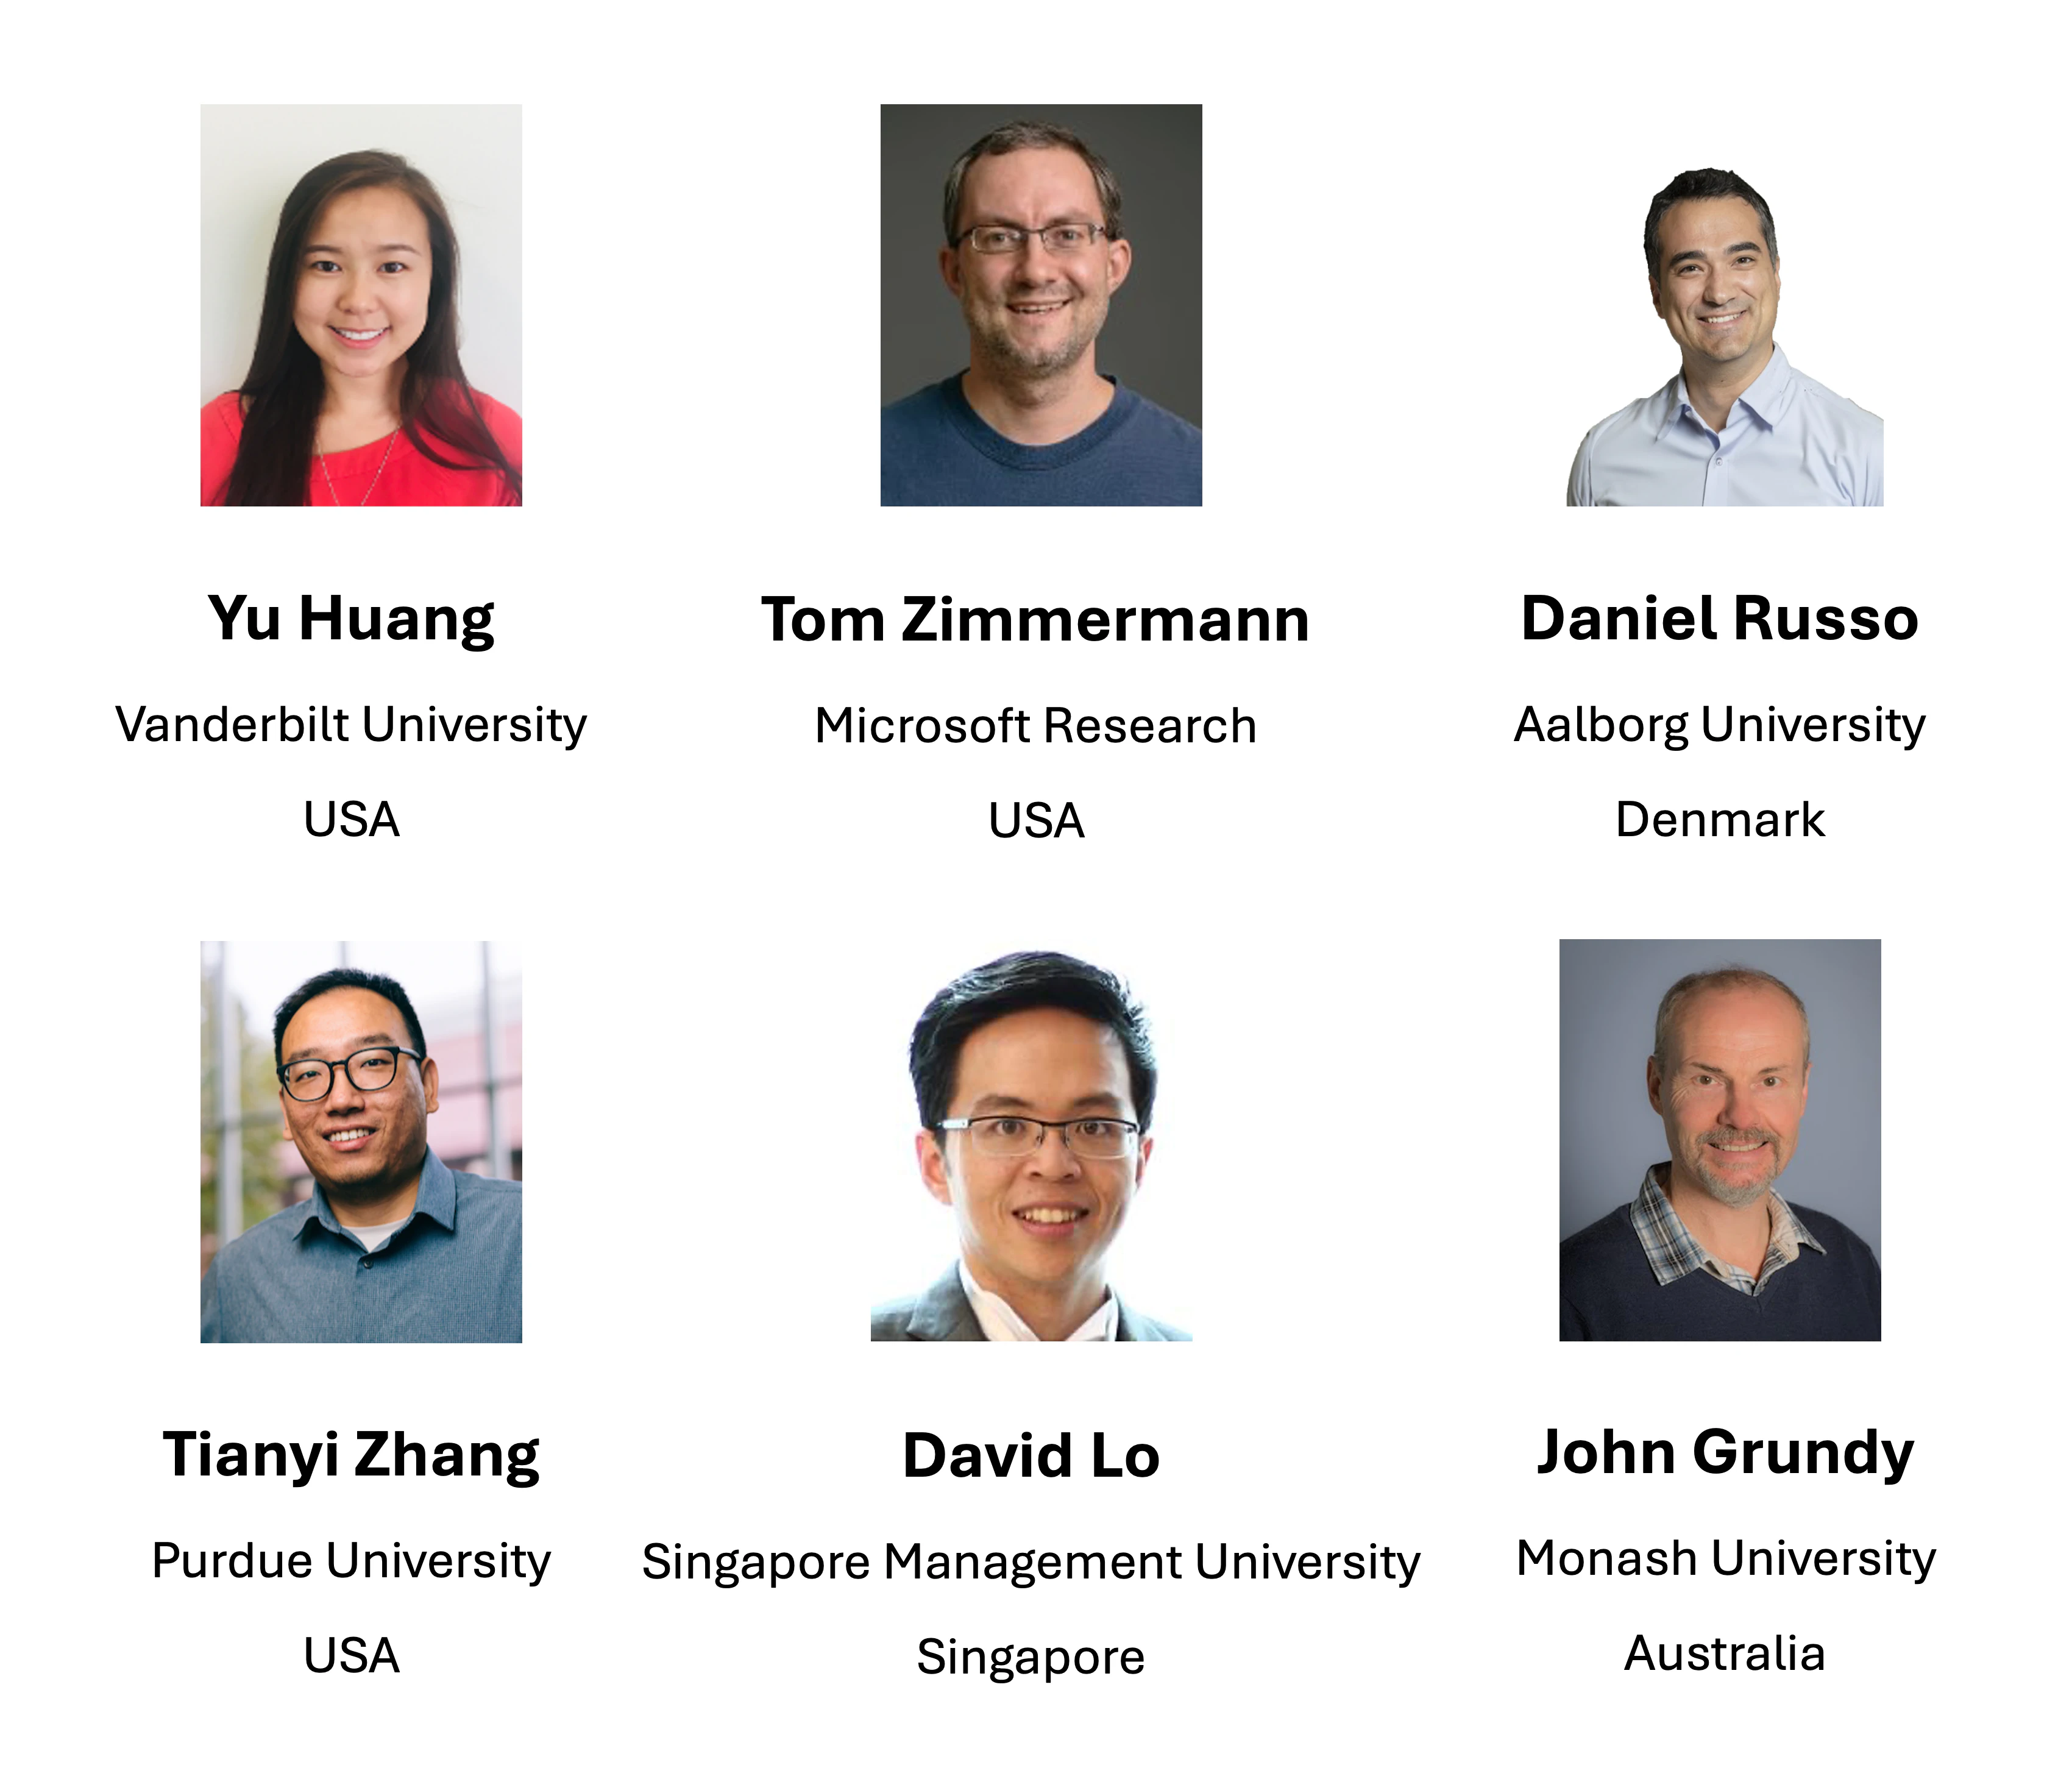 Yu Huang
Vanderbilt University
USA
Tom Zimmermann
Microsoft Research
USA
Daniel Russo
Aalborg University
Denmark
Tianyi Zhang
Purdue University
USA
David Lo
Singapore Management University
Singapore
John Grundy
Monash University
Australia